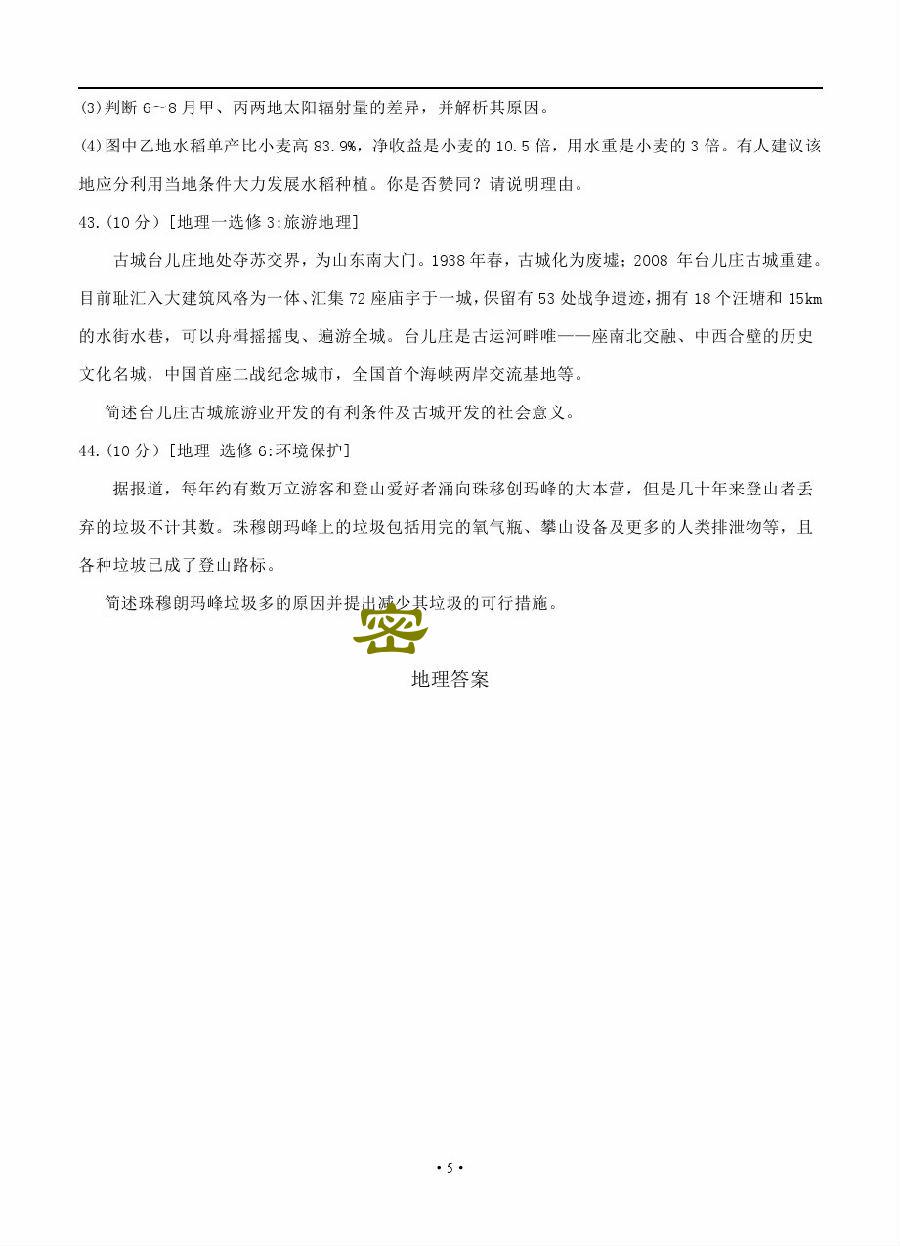 (3)判断 6~8 月甲、丙两地太阳辐射量的差异，并解析其原因。
(4)图中乙地水稻单产比小麦高 83.9%，净收益是小麦的 10.5 倍，用水重是小麦的 3 倍。有人建议该
地应分利用当地条件大力发展水稻种植。你是否赞同？请说明理由。
43.(10 分) [地理一选修 3:旅游地理]
古城台儿庄地处夺苏交界，为山东南大门。1938 年春，古城化为废墟；2008 年台儿庄古城重建。
目前耻汇入大建筑风格为一体、汇集 72 座庙宇于一城，保留有 53 处战争遗迹，拥有 18 个汪塘和 15km
的水街水巷，可以舟楫摇摇曳、遍游全城。台儿庄是古运河畔唯——座南北交融、中西合璧的历史
文化名城，中国首座二战纪念城市，全国首个海峡两岸交流基地等。
简述台儿庄古城旅游业开发的有利条件及古城开发的社会意义。
44.(10 分) [地理 选修 6:环境保护]
据报道，每年约有数万立游客和登山爱好者涌向珠移创玛峰的大本营，但是几十年来登山者丢
弃的垃圾不计其数。珠穆朗玛峰上的垃圾包括用完的氧气瓶、攀山设备及更多的人类排泄物等，且
各种垃圾已成了登山路标。
简述珠穆朗玛峰垃圾多的原因并提出减少其垃圾的可行措施。
密
地理答案
·5·